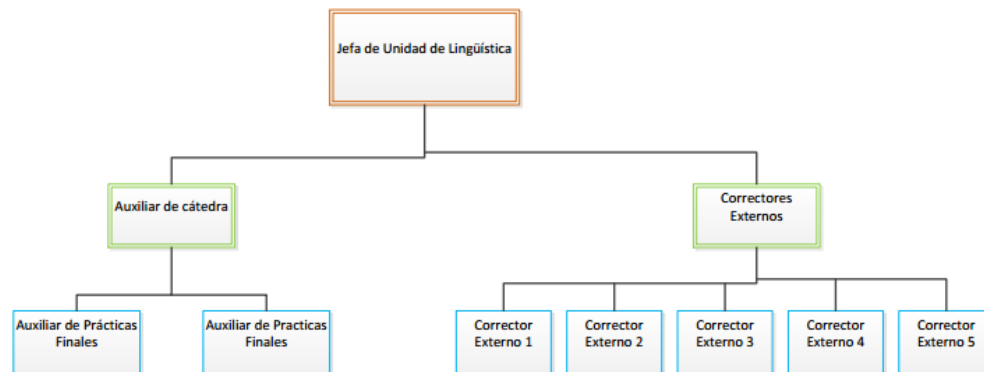 Jefa de Unidad de Lingüística
Auxiliar de cátedra
Correctores
Externos
Auxiliar de Prácticas
Finales
Auxiliar de Practicas
Finales
Corrector
Externo 1
Corrector
Externo 2
Corrector
Externo 3
Corrector
Externo 4
Corrector
Externo 5